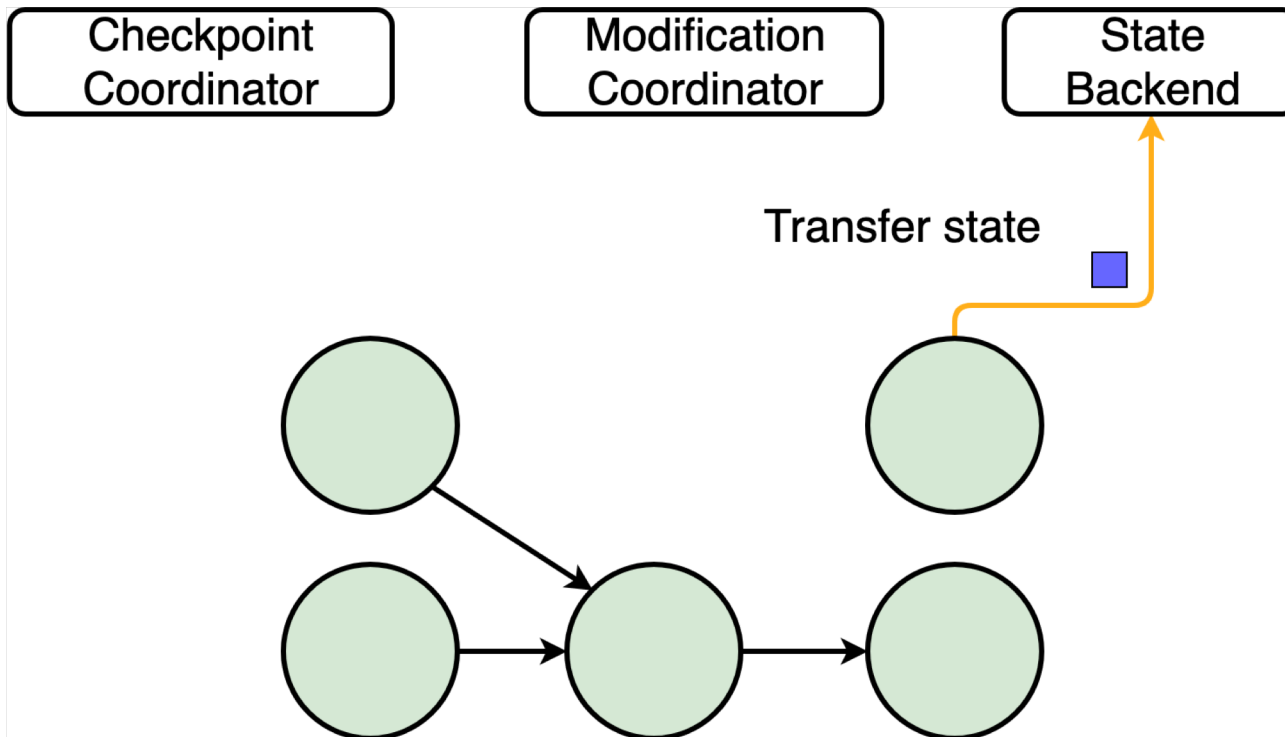 Checkpoint
Coordinator
Modification
Coordinator
State
Backend
Transfer state